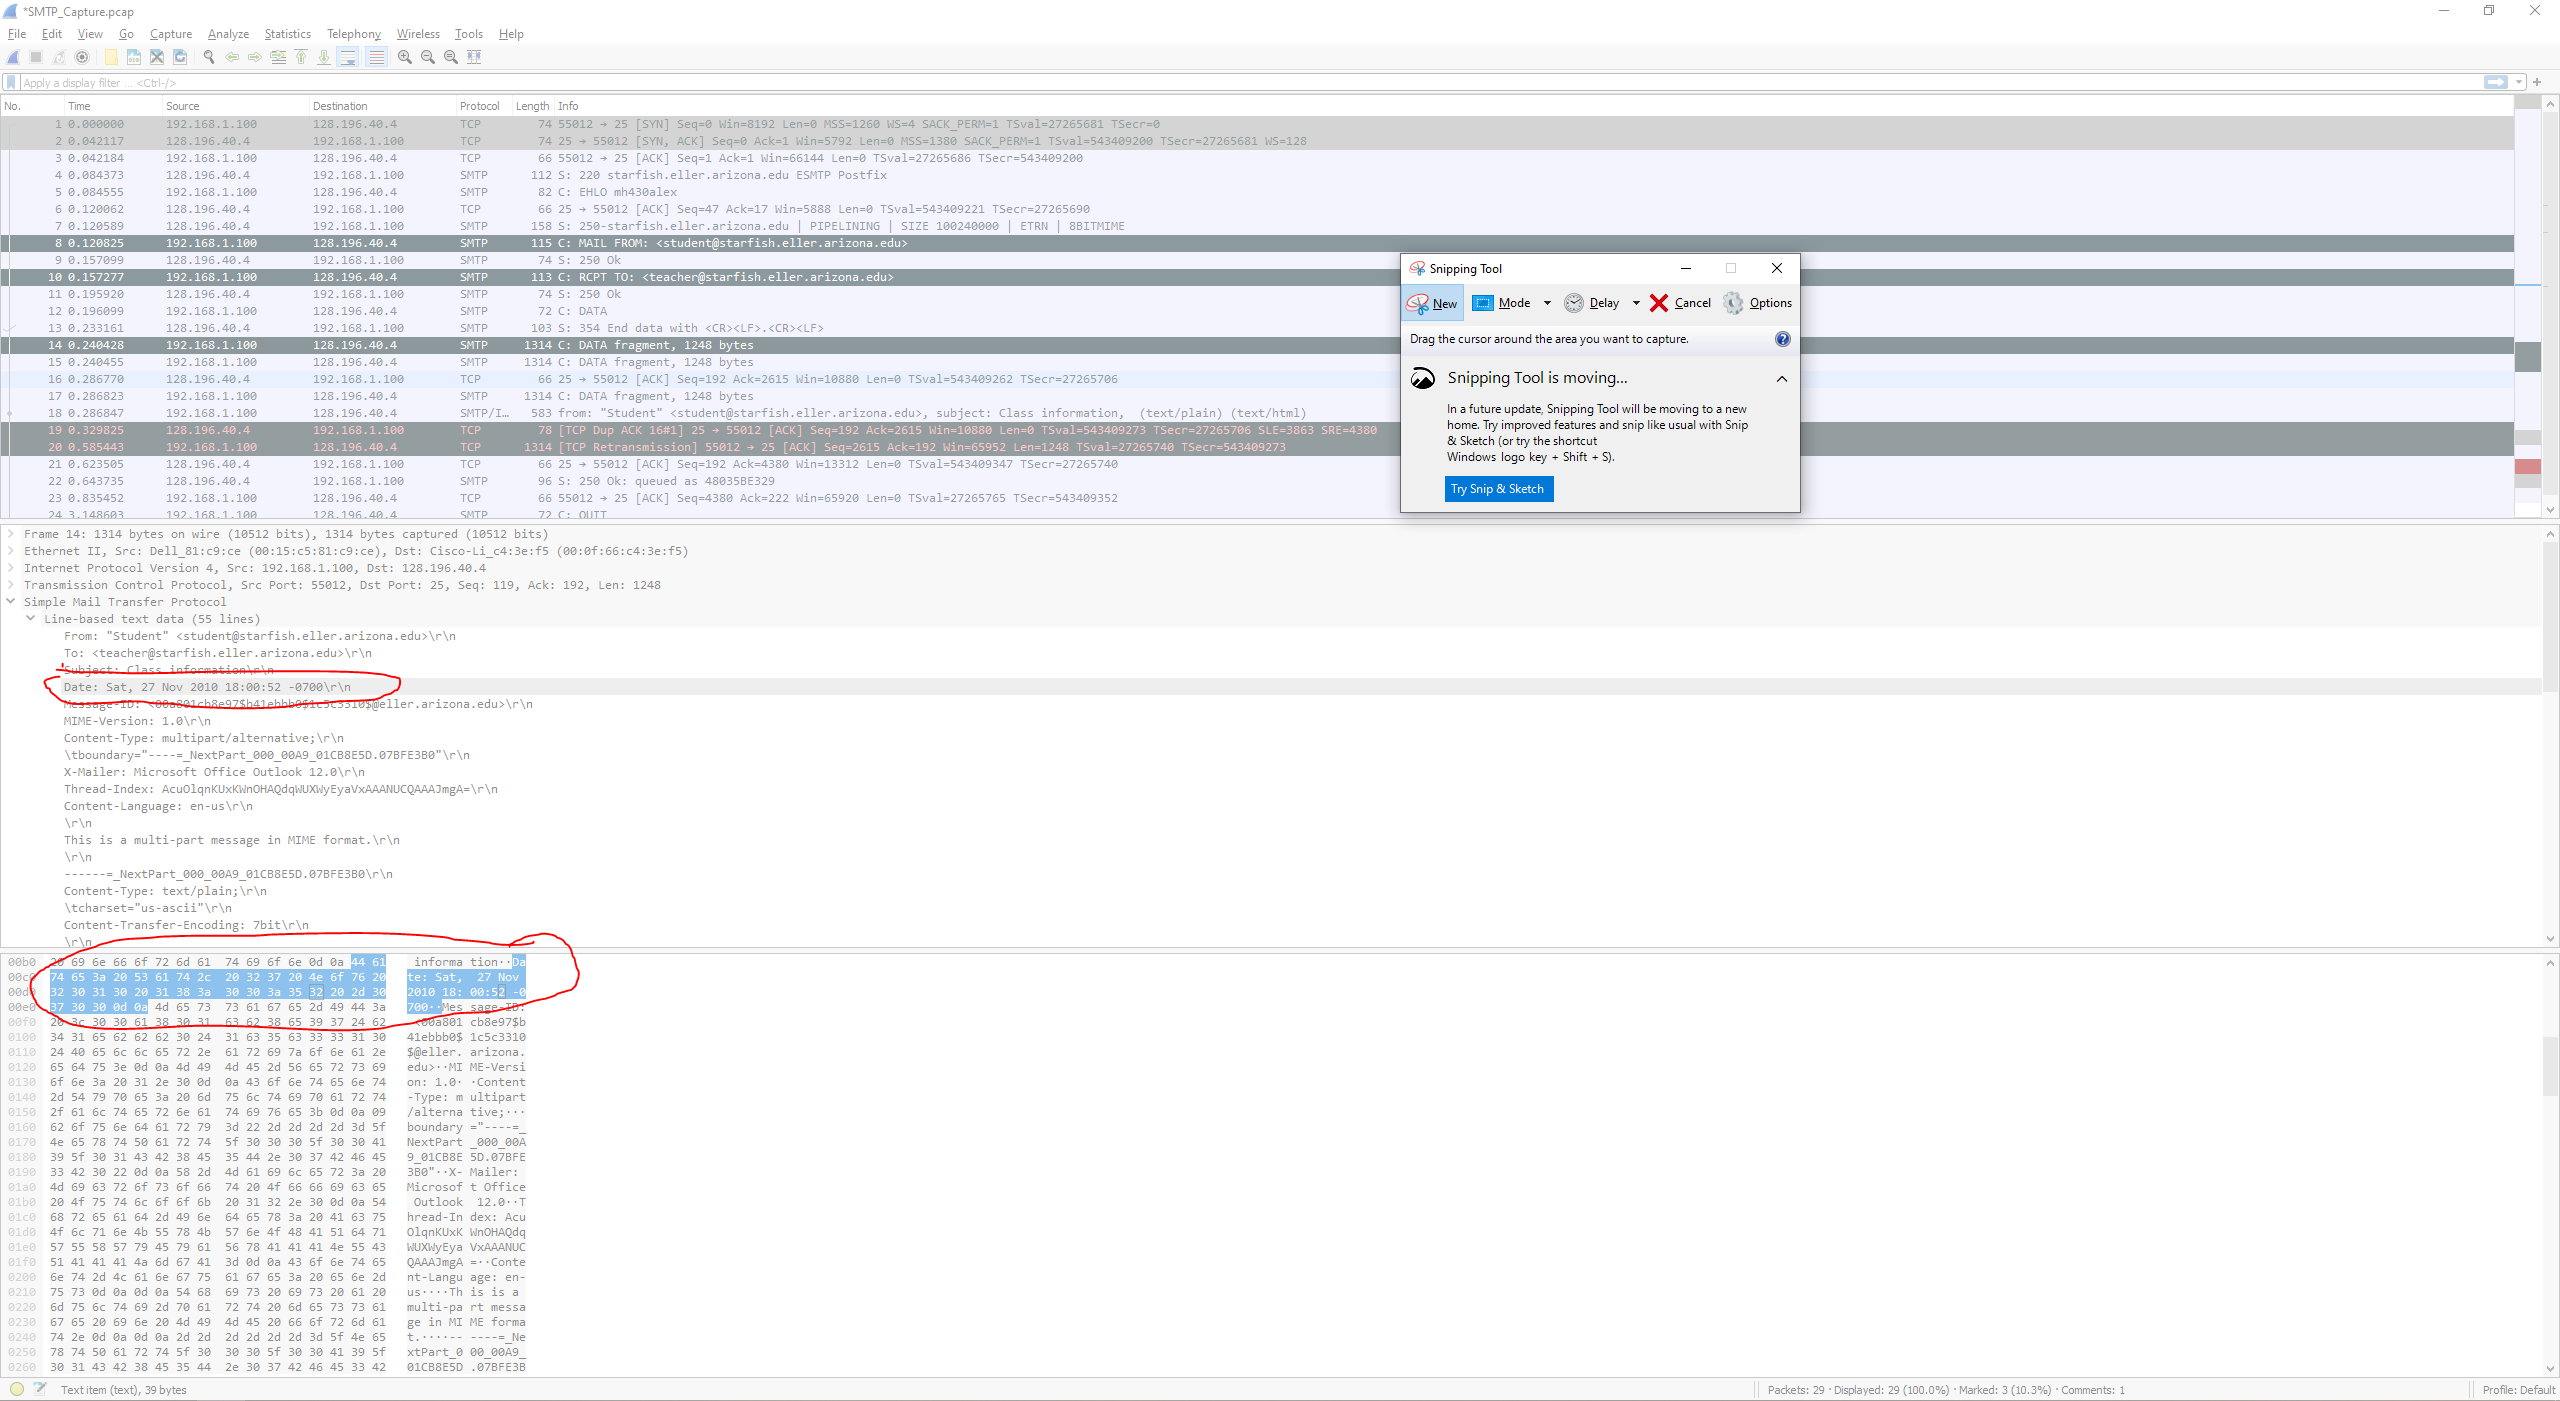 *SMTP_Capture.pcap
File Edit View Go Capture Analyze Statistics Telephony Wireless Tools Help
Apply a display filter ... <Ctrl-/>
No. Time Source Destination Protocol Length Info
1 0.000000 192.168.1.100 128.196.40.4 TCP 74 55012 → 25 [SYN] Seq=0 Win=8192 Len=0 MSS=1260 WS=4 SACK_PERM=1 TSval=27265681 TSecr=0
2 0.042117 128.196.40.4 192.168.1.100 TCP 74 25 → 55012 [SYN, ACK] Seq=0 Ack=1 Win=5792 Len=0 MSS=1380 SACK_PERM=1 TSval=543409200 TSecr=27265681 WS=128
3 0.042184 192.168.1.100 128.196.40.4 TCP 66 55012 → 25 [ACK] Seq=1 Ack=1 Win=66144 Len=0 TSval=27265686 TSecr=543409200
4 0.084373 128.196.40.4 192.168.1.100 SMTP 112 S: 220 starfish.eller.arizona.edu ESMTP Postfix
5 0.084555 192.168.1.100 128.196.40.4 SMTP 82 C: EHLO mh430alex
6 0.120062 128.196.40.4 192.168.1.100 TCP 66 25 → 55012 [ACK] Seq=47 Ack=17 Win=5888 Len=0 TSval=543409221 TSecr=27265690
7 0.120589 128.196.40.4 192.168.1.100 SMTP 158 S: 250-starfish.eller.arizona.edu | PIPELINING | SIZE 100240000 | ETRN | 8BITMIME
8 0.120825 192.168.1.100 128.196.40.4 SMTP 115 C: MAIL FROM: <student@starfish.eller.arizona.edu>
9 0.157099 128.196.40.4 192.168.1.100 SMTP 74 S: 250 Ok
10 0.157277 192.168.1.100 128.196.40.4 SMTP 113 C: RCPT TO: <teacher@starfish.eller.arizona.edu>
11 0.195920 128.196.40.4 192.168.1.100 SMTP 74 S: 250 Ok
12 0.196099 192.168.1.100 128.196.40.4 SMTP 72 C: DATA
13 0.233161 128.196.40.4 192.168.1.100 SMTP 103 S: 354 End data with <CR><LF>.<CR><LF>
14 0.240428 192.168.1.100 128.196.40.4 SMTP 1314 C: DATA fragment, 1248 bytes
15 0.240455 192.168.1.100 128.196.40.4 SMTP 1314 C: DATA fragment, 1248 bytes
16 0.286770 128.196.40.4 192.168.1.100 TCP 66 25 → 55012 [ACK] Seq=192 Ack=2615 Win=10880 Len=0 TSval=543409262 TSecr=27265706
17 0.286823 192.168.1.100 128.196.40.4 SMTP 1314 C: DATA fragment, 1248 bytes
18 0.286847 192.168.1.100 128.196.40.4 SMTP/I… 583 from: "Student" <student@starfish.eller.arizona.edu>, subject: Class information, (text/plain) (text/html)
19 0.329825 128.196.40.4 192.168.1.100 TCP 78 [TCP Dup ACK 16#1] 25 → 55012 [ACK] Seq=192 Ack=2615 Win=10880 Len=0 TSval=543409273 TSecr=27265706 SLE=3863 SRE=4380
20 0.585443 192.168.1.100 128.196.40.4 TCP 1314 [TCP Retransmission] 55012 → 25 [ACK] Seq=2615 Ack=192 Win=65952 Len=1248 TSval=27265740 TSecr=543409273
21 0.623505 128.196.40.4 192.168.1.100 TCP 66 25 → 55012 [ACK] Seq=192 Ack=4380 Win=13312 Len=0 TSval=543409347 TSecr=27265740
22 0.643735 128.196.40.4 192.168.1.100 SMTP 96 S: 250 Ok: queued as 48035BE329
23 0.835452 192.168.1.100 128.196.40.4 TCP 66 55012 → 25 [ACK] Seq=4380 Ack=222 Win=65920 Len=0 TSval=27265765 TSecr=543409352
24 3.148603 192.168.1.100 128.196.40.4 SMTP 72 C: QUIT
Snipping Tool
New Mode Delay Cancel Options
Drag the cursor around the area you want to capture.
Snipping Tool is moving...
In a future update, Snipping Tool will be moving to a new
home. Try improved features and snip like usual with Snip
& Sketch (or try the shortcut
Windows logo key + Shift + S).
Try Snip & Sketch
Frame 14: 1314 bytes on wire (10512 bits), 1314 bytes captured (10512 bits)
Ethernet II, Src: Dell_81:c9:ce (00:15:c5:81:c9:ce), Dst: Cisco-Li_c4:3e:f5 (00:0f:66:c4:3e:f5)
Internet Protocol Version 4, Src: 192.168.1.100, Dst: 128.196.40.4
Transmission Control Protocol, Src Port: 55012, Dst Port: 25, Seq: 119, Ack: 192, Len: 1248
Simple Mail Transfer Protocol
Line-based text data (55 lines)
From: "Student" <student@starfish.eller.arizona.edu>\r\n
To: <teacher@starfish.eller.arizona.edu>\r\n
Subject: Class information\r\n
Date: Sat, 27 Nov 2010 18:00:52 -0700\r\n
Message-ID: <00a801cb8e97$b41ebbb0$1c5c3310$@eller.arizona.edu>\r\n
MIME-Version: 1.0\r\n
Content-Type: multipart/alternative;\r\n
\tboundary="----=_NextPart_000_00A9_01CB8E5D.07BFE3B0"\r\n
X-Mailer: Microsoft Office Outlook 12.0\r\n
Thread-Index: AcuOlqnKUxKWnOHAQdqWUXWyEyaVxAAANUCQAAAJmgA=\r\n
Content-Language: en-us\r\n
\r\n
This is a multi-part message in MIME format.\r\n
\r\n
------=_NextPart_000_00A9_01CB8E5D.07BFE3B0\r\n
Content-Type: text/plain;\r\n
\tcharset="us-ascii"\r\n
Content-Transfer-Encoding: 7bit\r\n
\r\n
00b0 20 69 6e 66 6f 72 6d 61 74 69 6f 6e 0d 0a 44 61 informa tion··Da
00c0 74 65 3a 20 53 61 74 2c 20 32 37 20 4e 6f 76 20 te: Sat, 27 Nov
00d0 32 30 31 30 20 31 38 3a 30 30 3a 35 32 20 2d 30 2010 18: 00:52 -0
00e0 37 30 30 0d 0a 4d 65 73 73 61 67 65 2d 49 44 3a 700··Mes sage-ID:
00f0 20 3c 30 30 61 38 30 31 63 62 38 65 39 37 24 62 <00a801 cb8e97$b
0100 34 31 65 62 62 62 30 24 31 63 35 63 33 33 31 30 41ebbb0$ 1c5c3310
0110 24 40 65 6c 6c 65 72 2e 61 72 69 7a 6f 6e 61 2e $@eller. arizona.
0120 65 64 75 3e 0d 0a 4d 49 4d 45 2d 56 65 72 73 69 edu>··MI ME-Versi
0130 6f 6e 3a 20 31 2e 30 0d 0a 43 6f 6e 74 65 6e 74 on: 1.0· ·Content
0140 2d 54 79 70 65 3a 20 6d 75 6c 74 69 70 61 72 74 -Type: m ultipart
0150 2f 61 6c 74 65 72 6e 61 74 69 76 65 3b 0d 0a 09 /alterna tive;···
0160 62 6f 75 6e 64 61 72 79 3d 22 2d 2d 2d 2d 3d 5f boundary ="----=_
0170 4e 65 78 74 50 61 72 74 5f 30 30 30 5f 30 30 41 NextPart _000_00A
0180 39 5f 30 31 43 42 38 45 35 44 2e 30 37 42 46 45 9_01CB8E 5D.07BFE
0190 33 42 30 22 0d 0a 58 2d 4d 61 69 6c 65 72 3a 20 3B0"··X- Mailer:
01a0 4d 69 63 72 6f 73 6f 66 74 20 4f 66 66 69 63 65 Microsof t Office
01b0 20 4f 75 74 6c 6f 6f 6b 20 31 32 2e 30 0d 0a 54 Outlook 12.0··T
01c0 68 72 65 61 64 2d 49 6e 64 65 78 3a 20 41 63 75 hread-In dex: Acu
01d0 4f 6c 71 6e 4b 55 78 4b 57 6e 4f 48 41 51 64 71 OlqnKUxK WnOHAQdq
01e0 57 55 58 57 79 45 79 61 56 78 41 41 41 4e 55 43 WUXWyEya VxAAANUC
01f0 51 41 41 41 4a 6d 67 41 3d 0d 0a 43 6f 6e 74 65 QAAAJmgA =··Conte
0200 6e 74 2d 4c 61 6e 67 75 61 67 65 3a 20 65 6e 2d nt-Langu age: en-
0210 75 73 0d 0a 0d 0a 54 68 69 73 20 69 73 20 61 20 us····Th is is a
0220 6d 75 6c 74 69 2d 70 61 72 74 20 6d 65 73 73 61 multi-pa rt messa
0230 67 65 20 69 6e 20 4d 49 4d 45 20 66 6f 72 6d 61 ge in MI ME forma
0240 74 2e 0d 0a 0d 0a 2d 2d 2d 2d 2d 2d 3d 5f 4e 65 t.····-- ----=_Ne
0250 78 74 50 61 72 74 5f 30 30 30 5f 30 30 41 39 5f xtPart_0 00_00A9_
0260 30 31 43 42 38 45 35 44 2e 30 37 42 46 45 33 42 01CB8E5D .07BFE3B
Text item (text), 39 bytes
Packets: 29 · Displayed: 29 (100.0%) · Marked: 3 (10.3%) · Comments: 1
Profile: Default